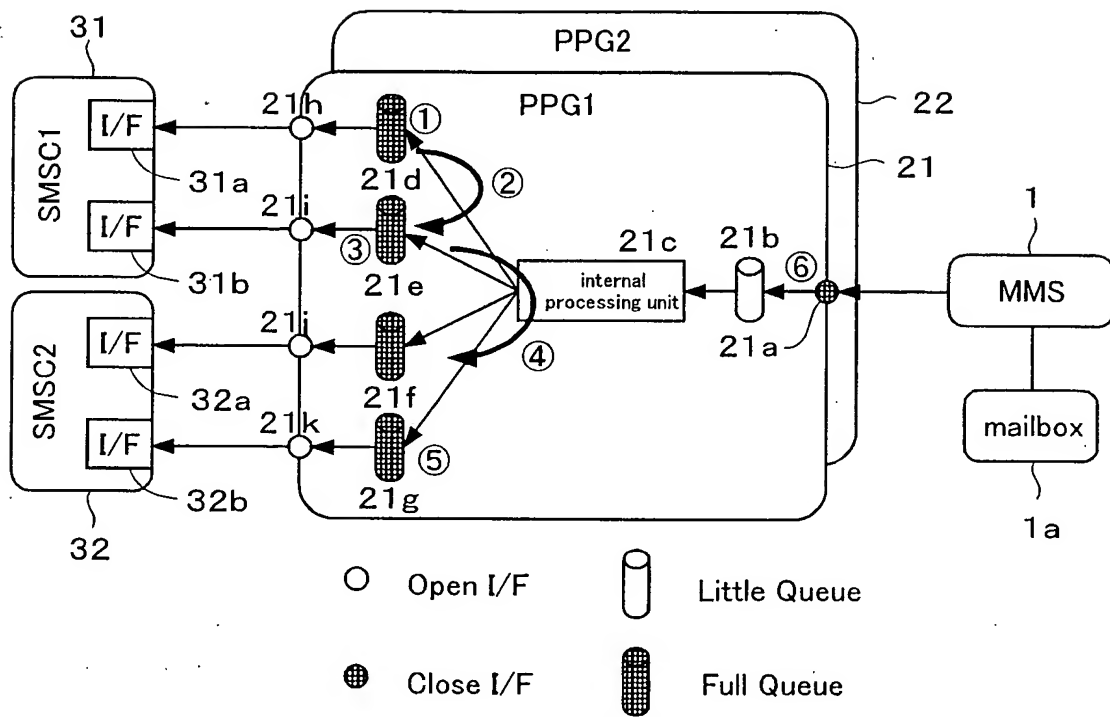 31
PPG2
PPG1
22
21h
①
I/F
SMSC1
31a
21d
②
21
21i
I/F
③
31b
21e
21c
21b
⑥
1
internal
processing unit
MMS
21j
④
21a
I/F
SMSC2
32a
21f
21k
mailbox
I/F
⑤
32b
21g
1a
32
Open I/F
Little Queue
Close I/F
Full Queue